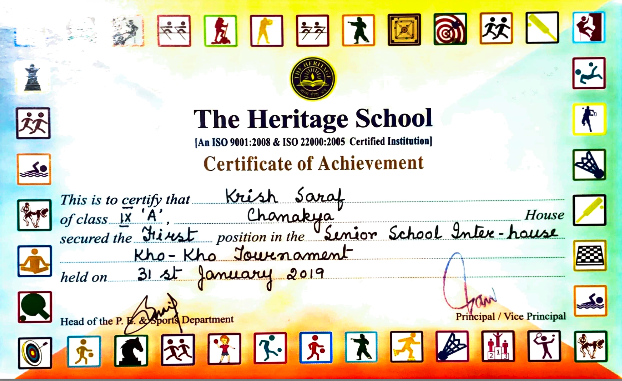 The Heritage School
[An ISO 9001:2008 & ISO 22000:2005 Certified Institution]
Certificate of Achievement
This is to certify that Krish Saraf
of class IX 'A', Chanakya House
secured the First position in the Senior School Inter-house
Kho-Kho Tournament
held on 31st January 2019
Head of the P. E. & Sports Department Principal / Vice Principal